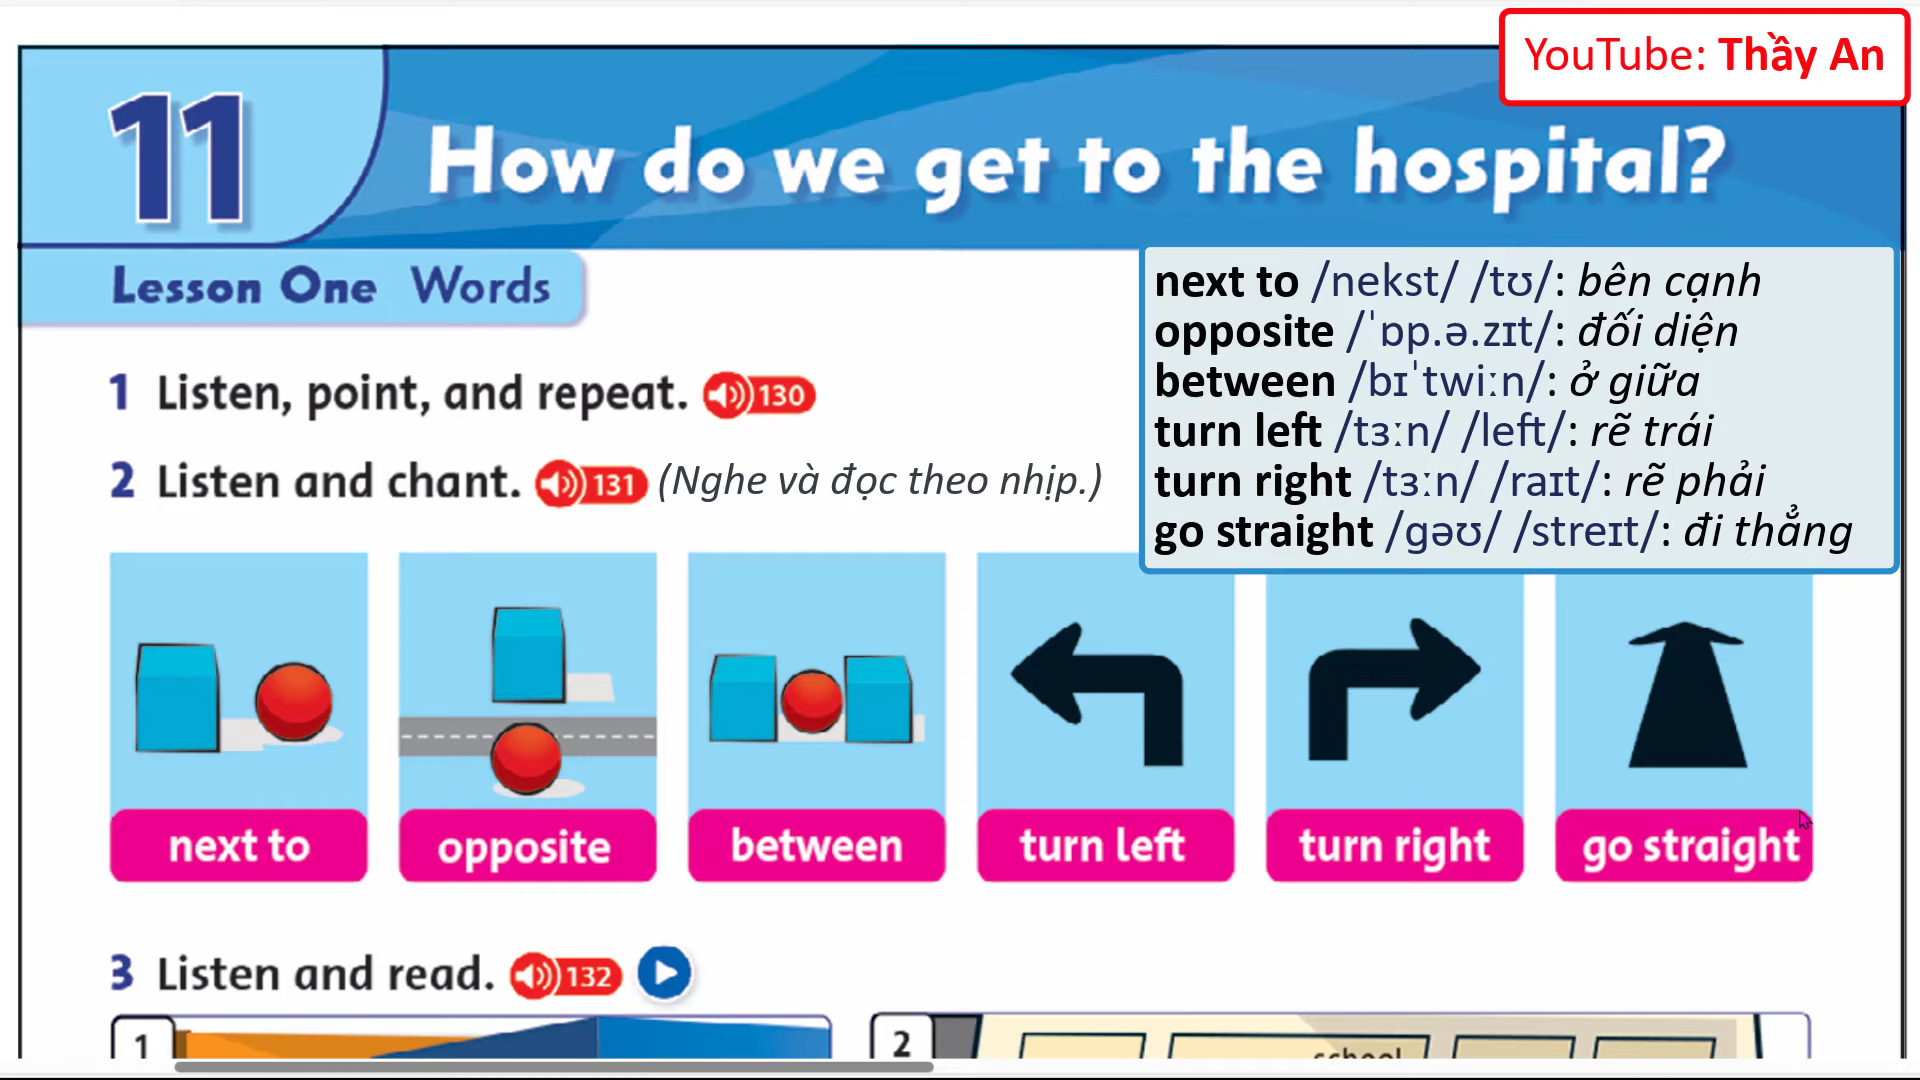 YouTube: Thầy An
11
How do we get to the hospital?
Lesson One Words
next to /nekst/ /tʊ/: bên cạnh
opposite /ˈɒp.ə.zɪt/: đối diện
between /bɪˈtwiːn/: ở giữa
turn left /tɜːn/ /left/: rẽ trái
turn right /tɜːn/ /raɪt/: rẽ phải
go straight /ɡəʊ/ /streɪt/: đi thẳng
1 Listen, point, and repeat. 130
2 Listen and chant. 131 (Nghe và đọc theo nhịp.)
next to
opposite
between
turn left
turn right
go straight
3 Listen and read. 132
1
2
school